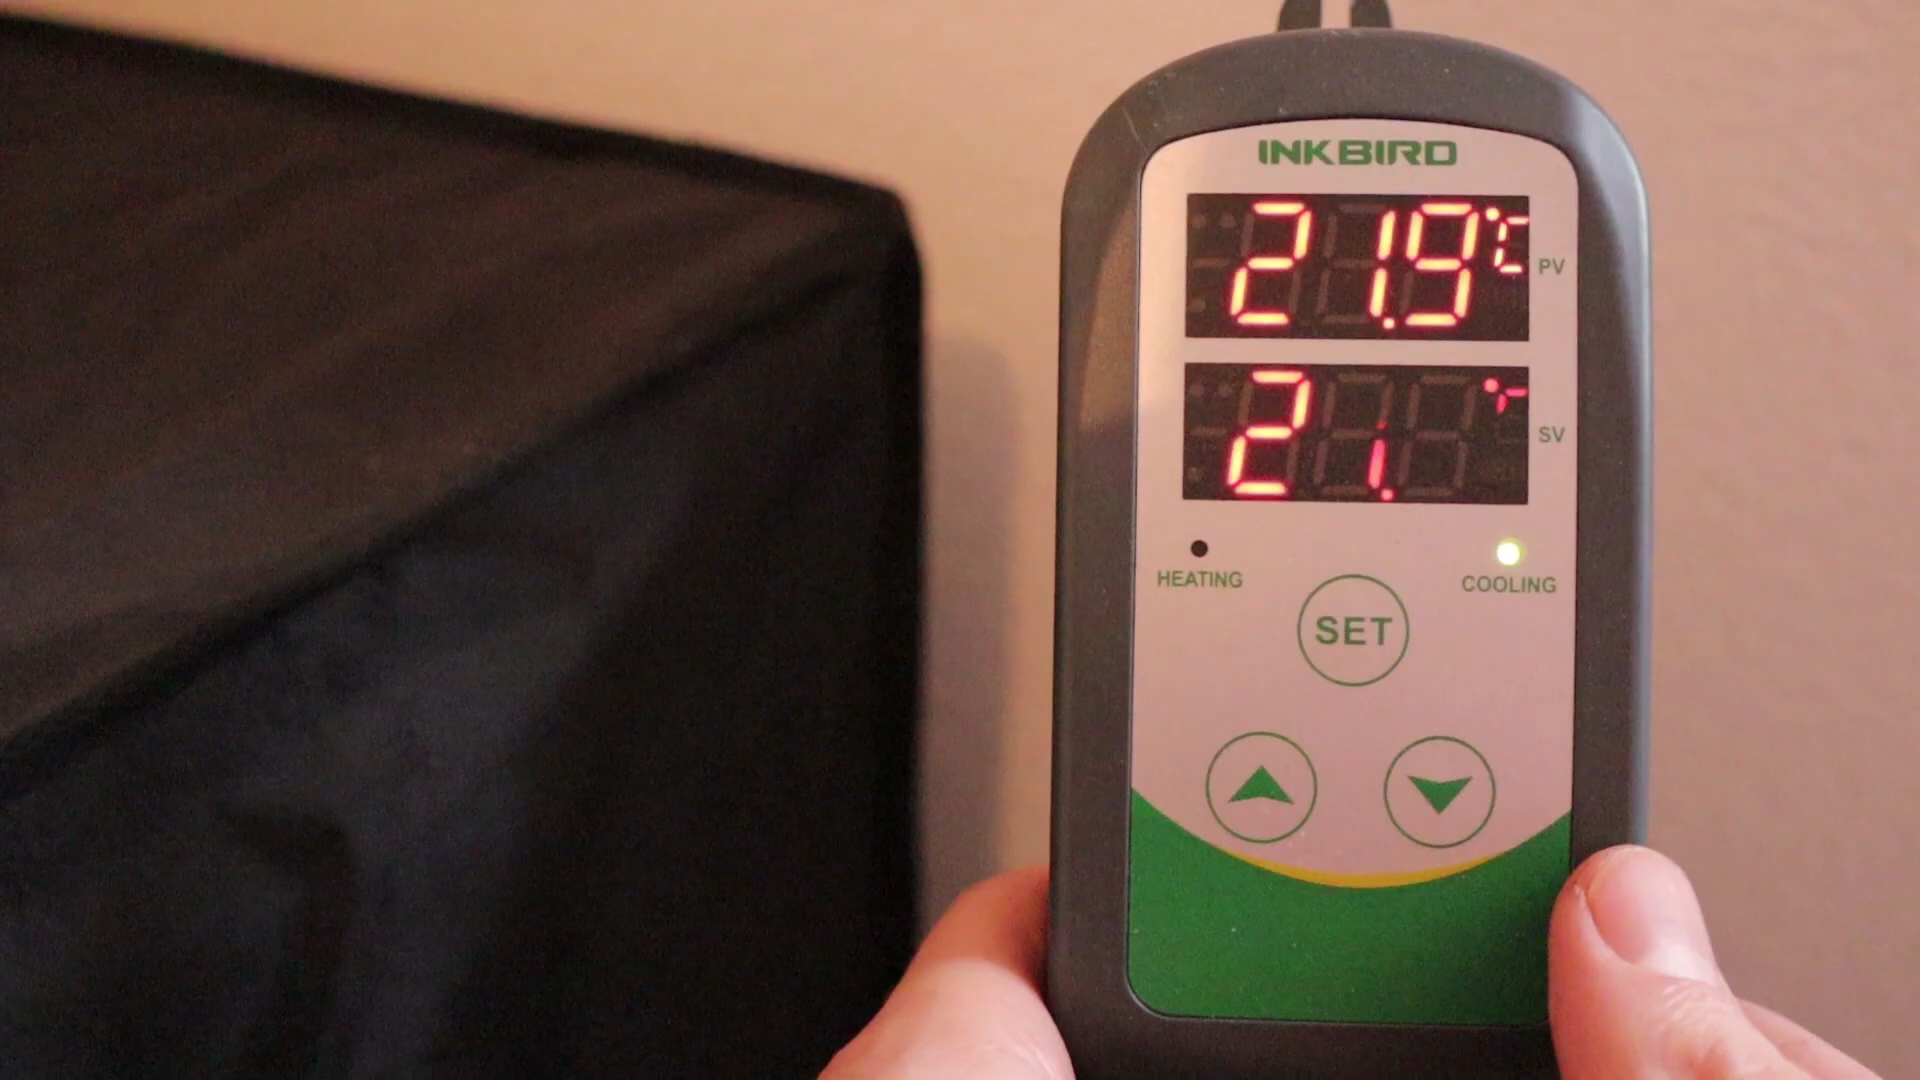 INKBIRD
21.9°C PV
21. SV
HEATING
COOLING
SET